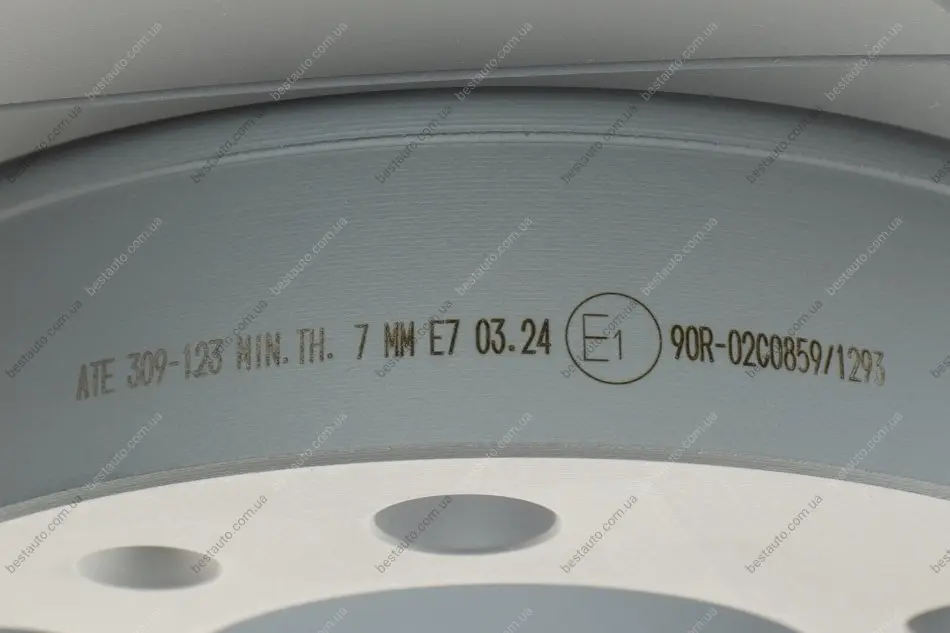 ATE 309-123 MIN. TH. 7 MM E7 03.24 E1 90R-02C0859/1293
bestauto.com.ua